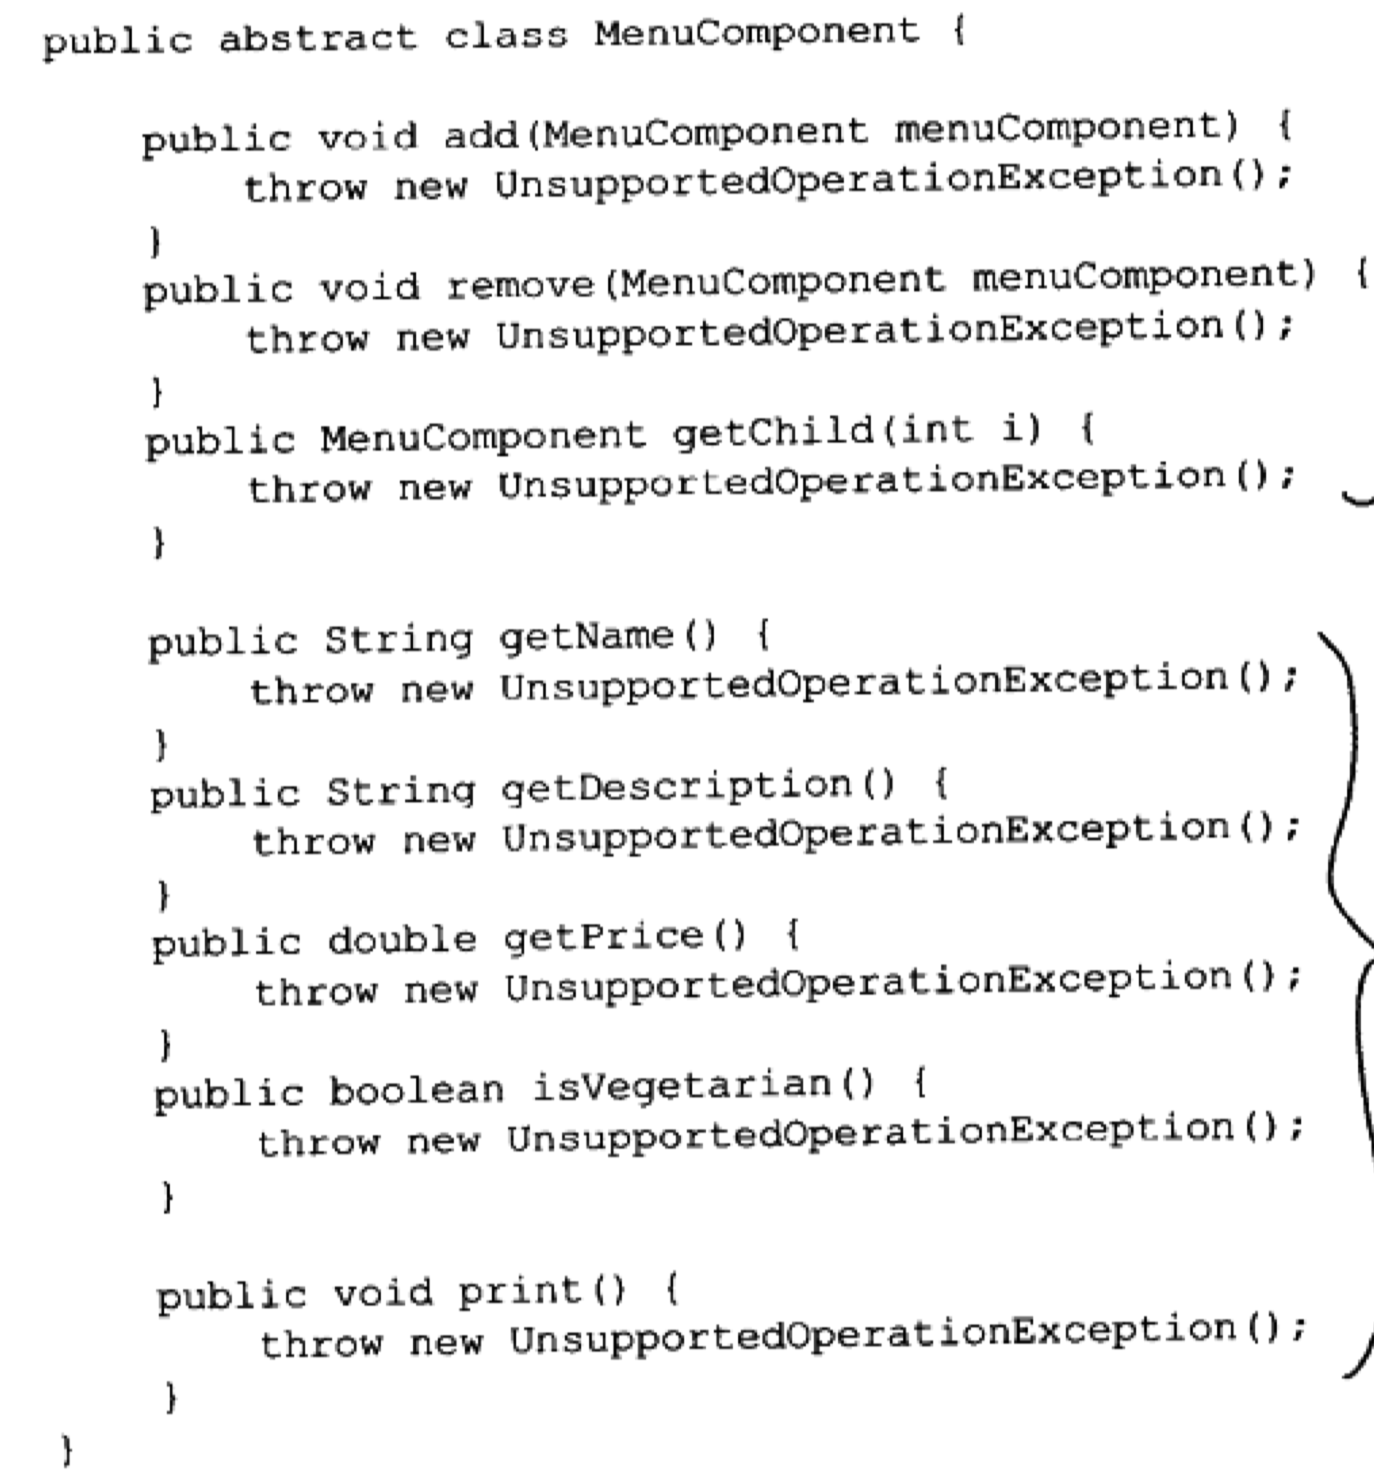 public abstract class MenuComponent {
public void add(MenuComponent menuComponent) {
throw new UnsupportedOperationException();
}
public void remove(MenuComponent menuComponent) {
throw new UnsupportedOperationException();
}
public MenuComponent getChild(int i) {
throw new UnsupportedOperationException();
}
public String getName() {
throw new UnsupportedOperationException();
}
public String getDescription() {
throw new UnsupportedOperationException();
}
public double getPrice() {
throw new UnsupportedOperationException();
}
public boolean isVegetarian() {
throw new UnsupportedOperationException();
}
public void print() {
throw new UnsupportedOperationException();
}
}